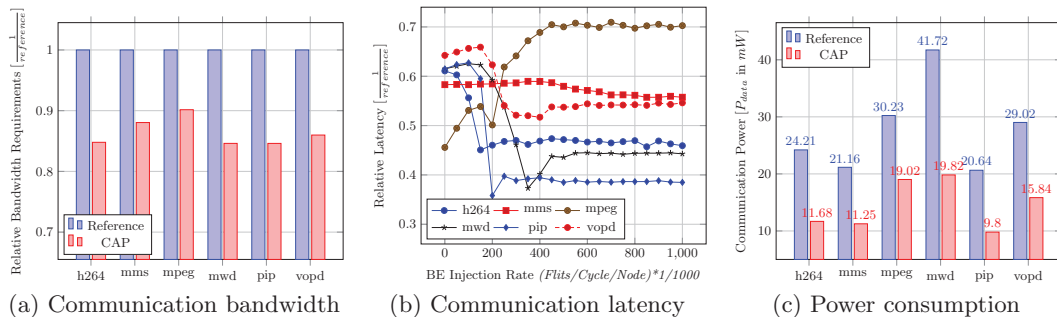 Relative Bandwidth Requirements [1/reference]
1
0.9
0.8
0.7
Reference
CAP
h264 mms mpeg mwd pip vopd
(a) Communication bandwidth
Relative Latency [1/reference]
0.7
0.6
0.5
0.4
0.3
h264 mms mpeg
mwd pip vopd
0 200 400 600 800 1,000
BE Injection Rate (Flits/Cycle/Node)*1/1000
(b) Communication latency
Communication Power [P_data in mW]
40
30
20
10
Reference
CAP
24.21 21.16 30.23 41.72 20.64 29.02
11.68 11.25 19.02 19.82 9.8 15.84
h264 mms mpeg mwd pip vopd
(c) Power consumption